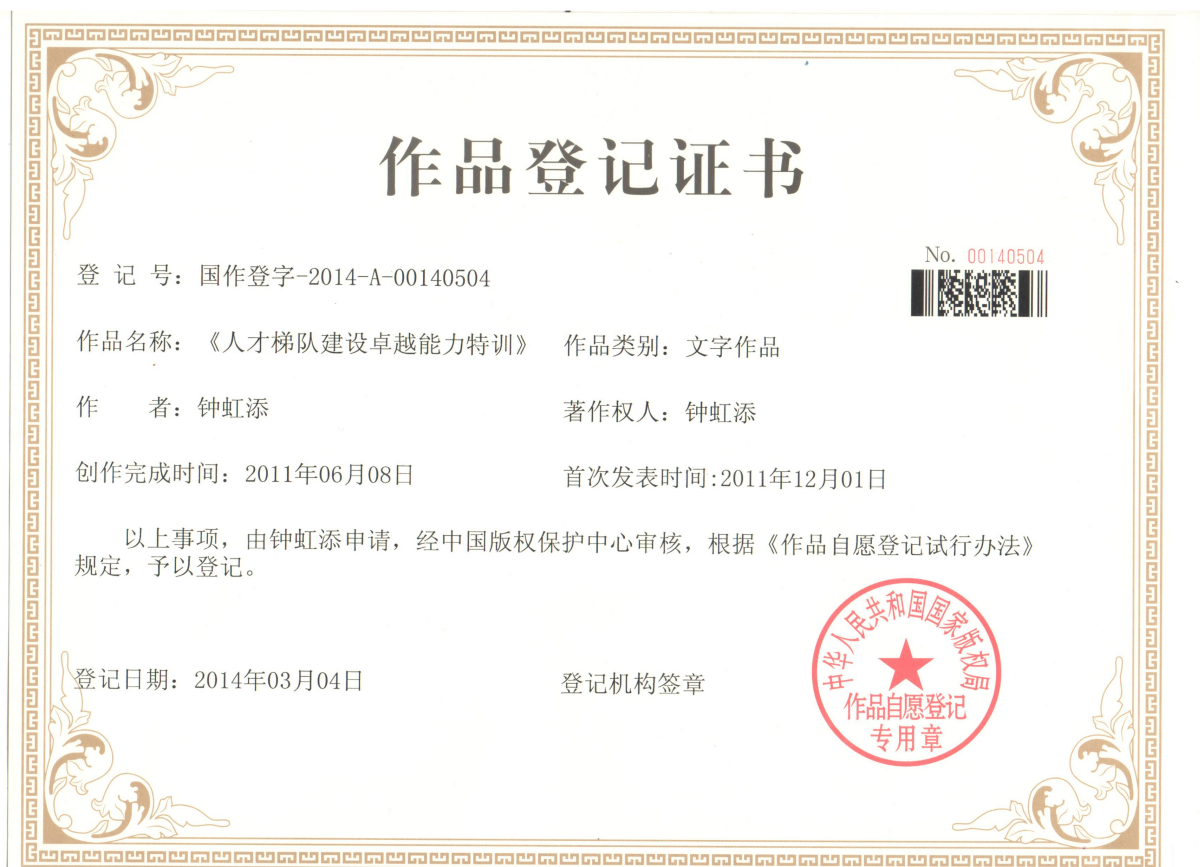 作品登记证书
No. 00140504
登 记 号：国作登字-2014-A-00140504
作品名称：《人才梯队建设卓越能力特训》 作品类别：文字作品
作 者：钟虹添 著作权人：钟虹添
创作完成时间：2011年06月08日 首次发表时间:2011年12月01日
以上事项，由钟虹添申请，经中国版权保护中心审核，根据《作品自愿登记试行办法》
规定，予以登记。
登记日期：2014年03月04日 登记机构签章
中华人民共和国国家版权局
作品自愿登记
专用章